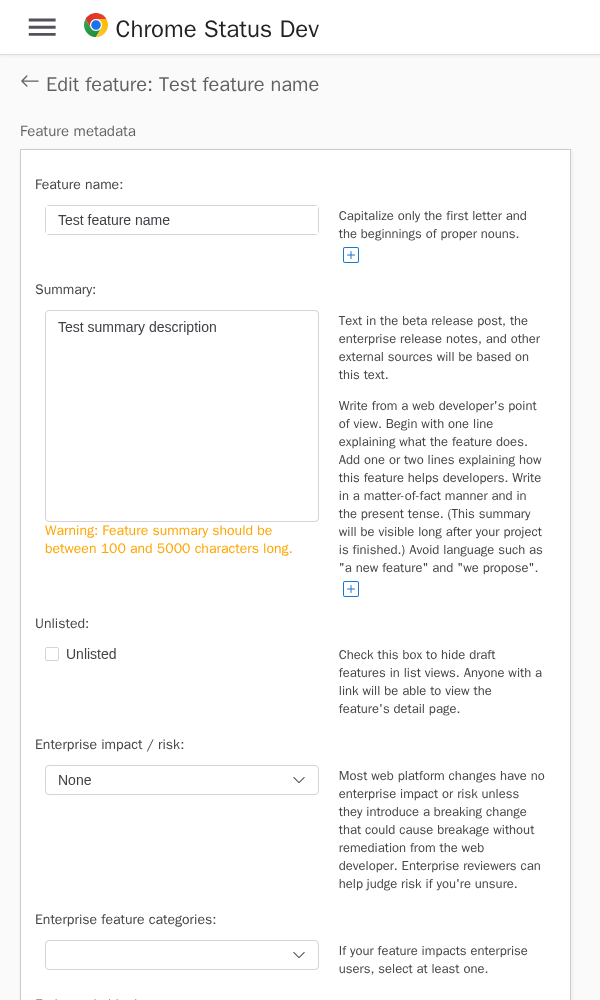 Chrome Status Dev
Edit feature: Test feature name
Feature metadata
Feature name:
Test feature name
Capitalize only the first letter and
the beginnings of proper nouns.
Summary:
Test summary description
Warning: Feature summary should be
between 100 and 5000 characters long.
Text in the beta release post, the
enterprise release notes, and other
external sources will be based on
this text.
Write from a web developer's point
of view. Begin with one line
explaining what the feature does.
Add one or two lines explaining how
this feature helps developers. Write
in a matter-of-fact manner and in
the present tense. (This summary
will be visible long after your project
is finished.) Avoid language such as
"a new feature" and "we propose".
Unlisted:
Unlisted
Check this box to hide draft
features in list views. Anyone with a
link will be able to view the
feature's detail page.
Enterprise impact / risk:
None
Most web platform changes have no
enterprise impact or risk unless
they introduce a breaking change
that could cause breakage without
remediation from the web
developer. Enterprise reviewers can
help judge risk if you're unsure.
Enterprise feature categories:
If your feature impacts enterprise
users, select at least one.